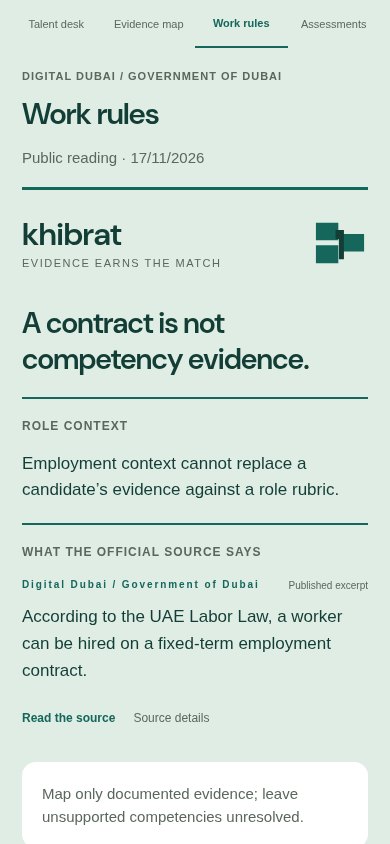 Talent desk Evidence map Work rules Assessments
DIGITAL DUBAI / GOVERNMENT OF DUBAI
Work rules
Public reading · 17/11/2026
khibrat
EVIDENCE EARNS THE MATCH
A contract is not
competency evidence.
ROLE CONTEXT
Employment context cannot replace a
candidate’s evidence against a role rubric.
WHAT THE OFFICIAL SOURCE SAYS
Digital Dubai / Government of Dubai Published excerpt
According to the UAE Labor Law, a worker
can be hired on a fixed-term employment
contract.
Read the source Source details
Map only documented evidence; leave
unsupported competencies unresolved.